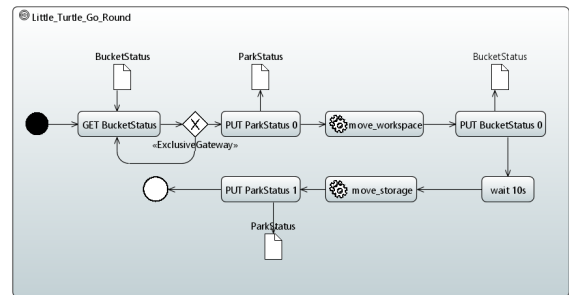 Little_Turtle_Go_Round
BucketStatus
ParkStatus
BucketStatus
GET BucketStatus
X
PUT ParkStatus 0
move_workspace
PUT BucketStatus 0
«ExclusiveGateway»
PUT ParkStatus 1
move_storage
wait 10s
ParkStatus